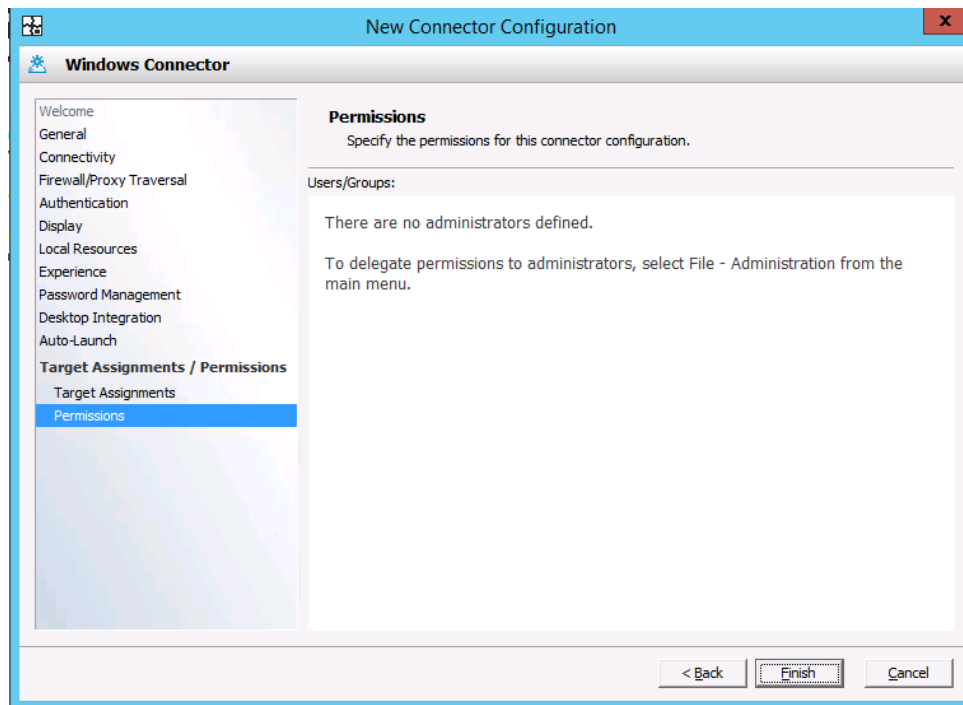 New Connector Configuration
x
Windows Connector
Welcome
General
Connectivity
Firewall/Proxy Traversal
Authentication
Display
Local Resources
Experience
Password Management
Desktop Integration
Auto-Launch
Target Assignments / Permissions
Target Assignments
Permissions
Permissions
Specify the permissions for this connector configuration.
Users/Groups:
There are no administrators defined.
To delegate permissions to administrators, select File - Administration from the
main menu.
< Back
Finish
Cancel